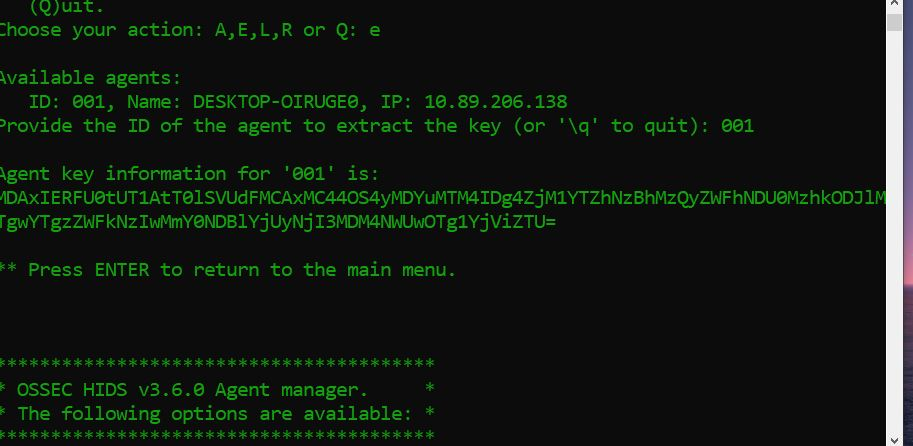 (Q)uit.
Choose your action: A,E,L,R or Q: e
Available agents:
ID: 001, Name: DESKTOP-OIRUGE0, IP: 10.89.206.138
Provide the ID of the agent to extract the key (or '\q' to quit): 001
Agent key information for '001' is:
MDAxIERFU0tUT1AtT0lSVUdFMCAxMC44OS4yMDYuMTM4IDg4ZjM1YTZhNzBhMzQyZWFhNDU0MzhkODJlM
TgwYTgzZWFkNzIwMmY0NDBlYjUyNjI3MDM4NWUwOTg1YjViZTU=
** Press ENTER to return to the main menu.
****************************************
* OSSEC HIDS v3.6.0 Agent manager. *
* The following options are available: *
****************************************